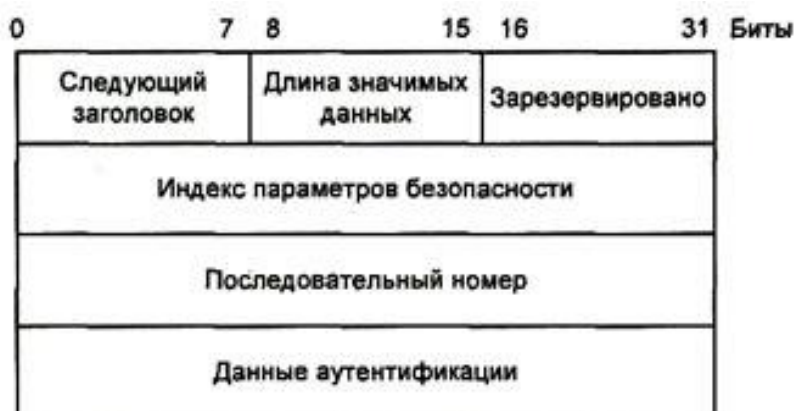 0 7 8 15 16 31 Биты
Следующий заголовок
Длина значимых данных
Зарезервировано
Индекс параметров безопасности
Последовательный номер
Данные аутентификации